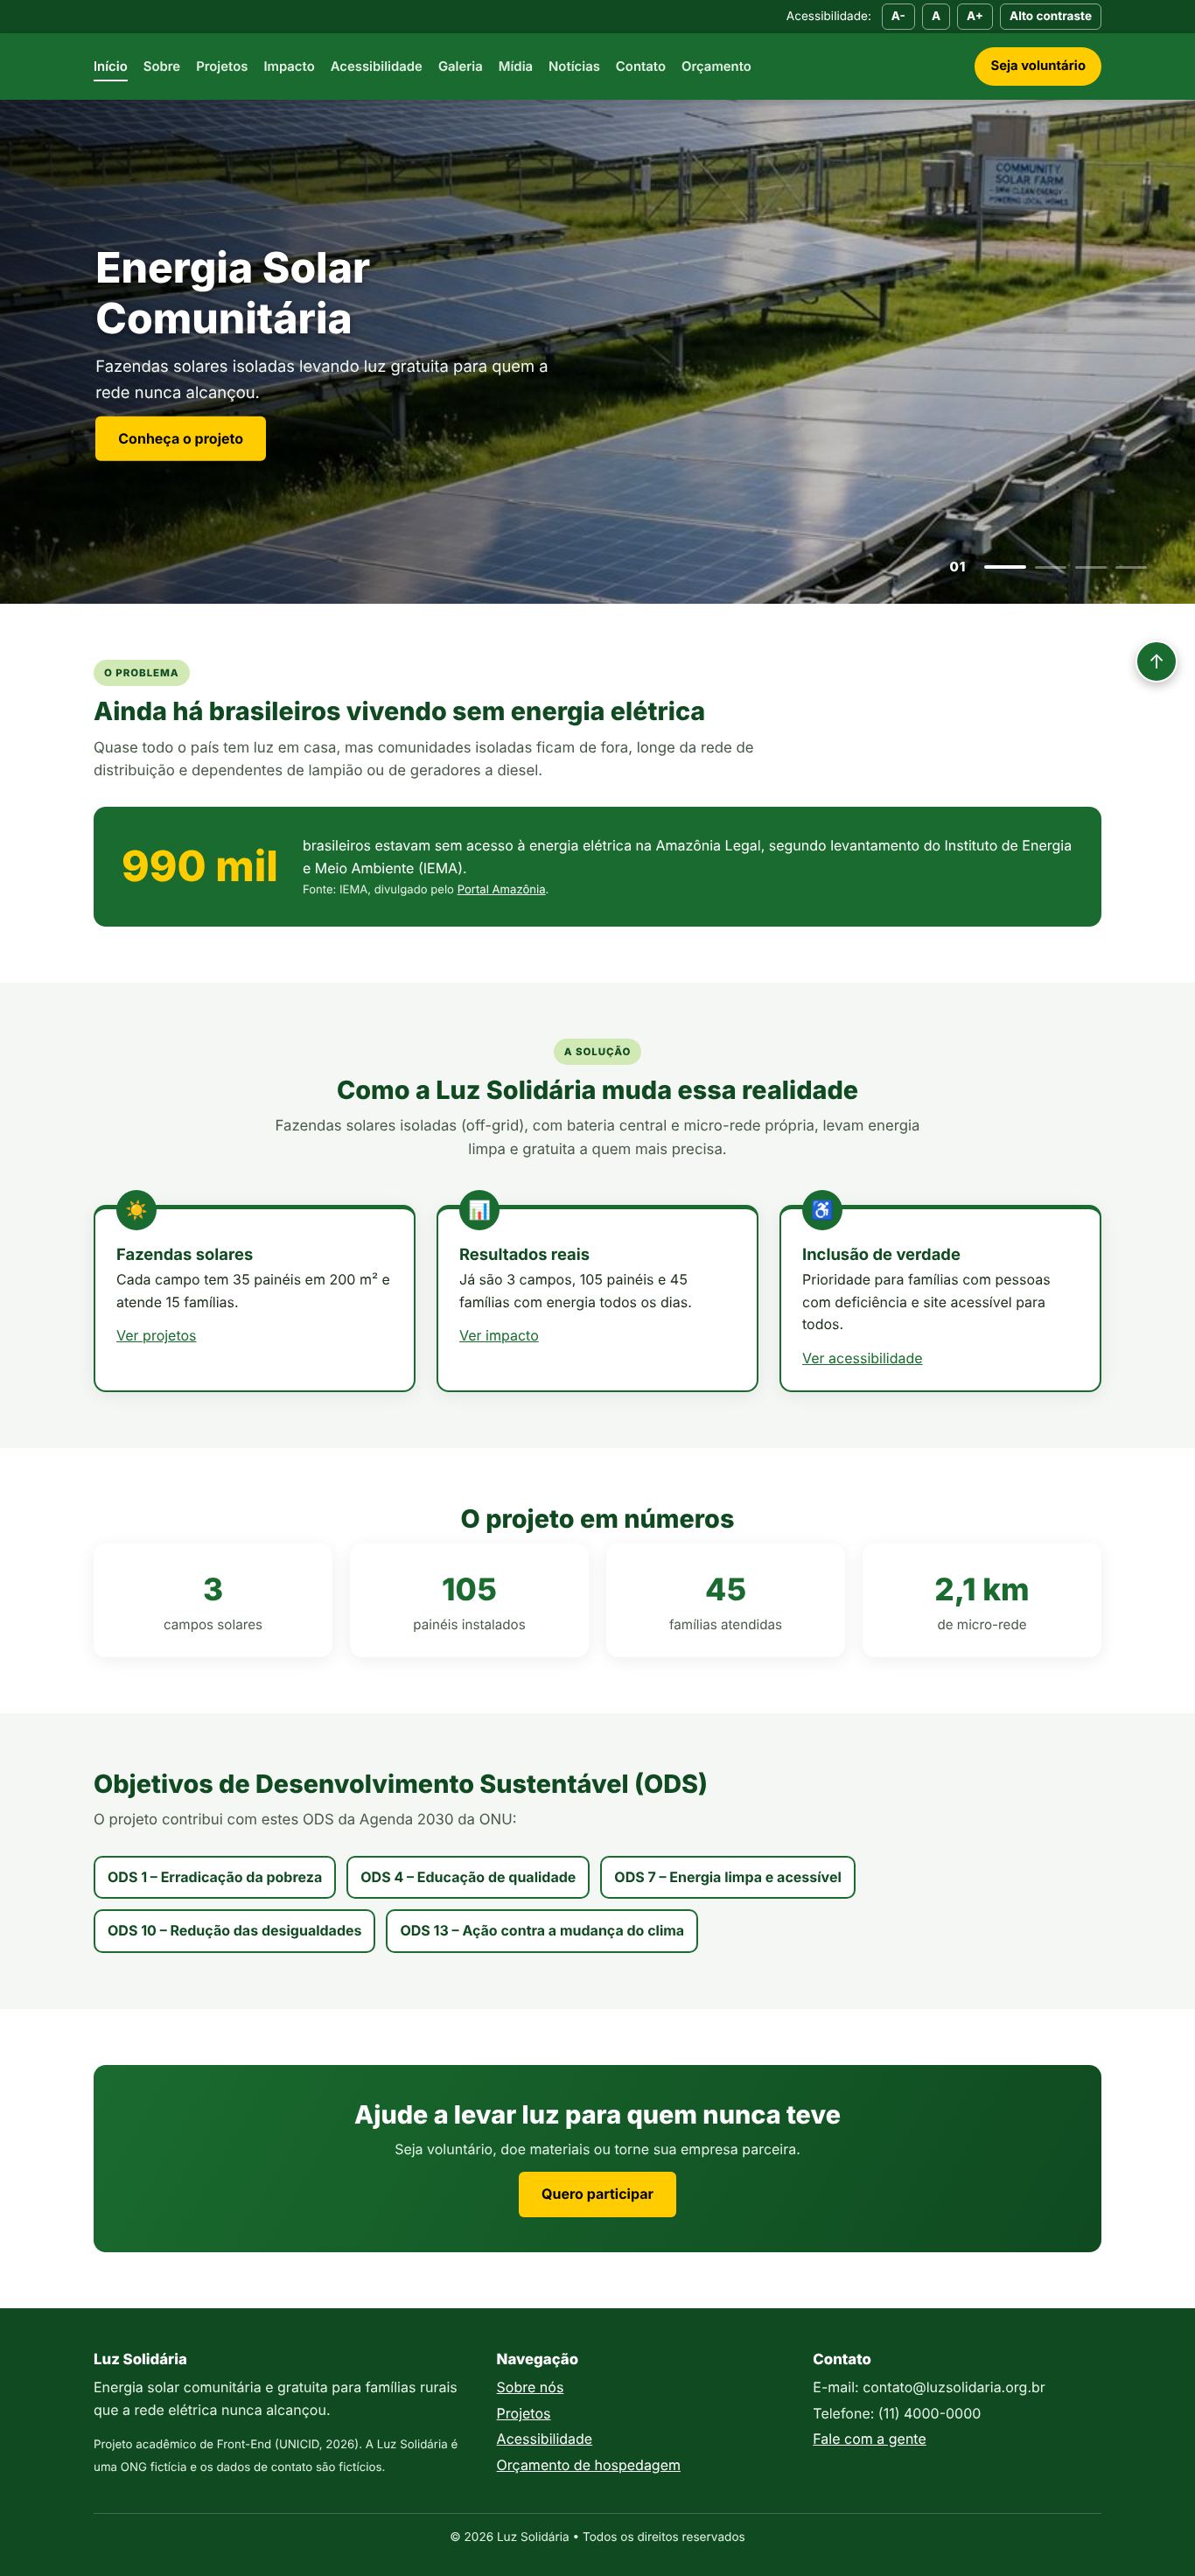 Acessibilidade: A- A A+ Alto contraste
Início Sobre Projetos Impacto Acessibilidade Galeria Mídia Notícias Contato Orçamento Seja voluntário
COMMUNITY
SOLAR FARM
POWERING LOCAL HOMES
Energia Solar
Comunitária
Fazendas solares isoladas levando luz gratuita para quem a
rede nunca alcançou.
Conheça o projeto
01
O PROBLEMA
Ainda há brasileiros vivendo sem energia elétrica
Quase todo o país tem luz em casa, mas comunidades isoladas ficam de fora, longe da rede de
distribuição e dependentes de lampião ou de geradores a diesel.
990 mil
brasileiros estavam sem acesso à energia elétrica na Amazônia Legal, segundo levantamento do Instituto de Energia
e Meio Ambiente (IEMA).
Fonte: IEMA, divulgado pelo Portal Amazônia.
A SOLUÇÃO
Como a Luz Solidária muda essa realidade
Fazendas solares isoladas (off-grid), com bateria central e micro-rede própria, levam energia
limpa e gratuita a quem mais precisa.
Fazendas solares
Cada campo tem 35 painéis em 200 m² e
atende 15 famílias.
Ver projetos
Resultados reais
Já são 3 campos, 105 painéis e 45
famílias com energia todos os dias.
Ver impacto
Inclusão de verdade
Prioridade para famílias com pessoas
com deficiência e site acessível para
todos.
Ver acessibilidade
O projeto em números
3
campos solares
105
painéis instalados
45
famílias atendidas
2,1 km
de micro-rede
Objetivos de Desenvolvimento Sustentável (ODS)
O projeto contribui com estes ODS da Agenda 2030 da ONU:
ODS 1 – Erradicação da pobreza
ODS 4 – Educação de qualidade
ODS 7 – Energia limpa e acessível
ODS 10 – Redução das desigualdades
ODS 13 – Ação contra a mudança do clima
Ajude a levar luz para quem nunca teve
Seja voluntário, doe materiais ou torne sua empresa parceira.
Quero participar
Luz Solidária
Energia solar comunitária e gratuita para famílias rurais
que a rede elétrica nunca alcançou.
Projeto acadêmico de Front-End (UNICID, 2026). A Luz Solidária é
uma ONG fictícia e os dados de contato são fictícios.
Navegação
Sobre nós
Projetos
Acessibilidade
Orçamento de hospedagem
Contato
E-mail: contato@luzsolidaria.org.br
Telefone: (11) 4000-0000
Fale com a gente
© 2026 Luz Solidária • Todos os direitos reservados